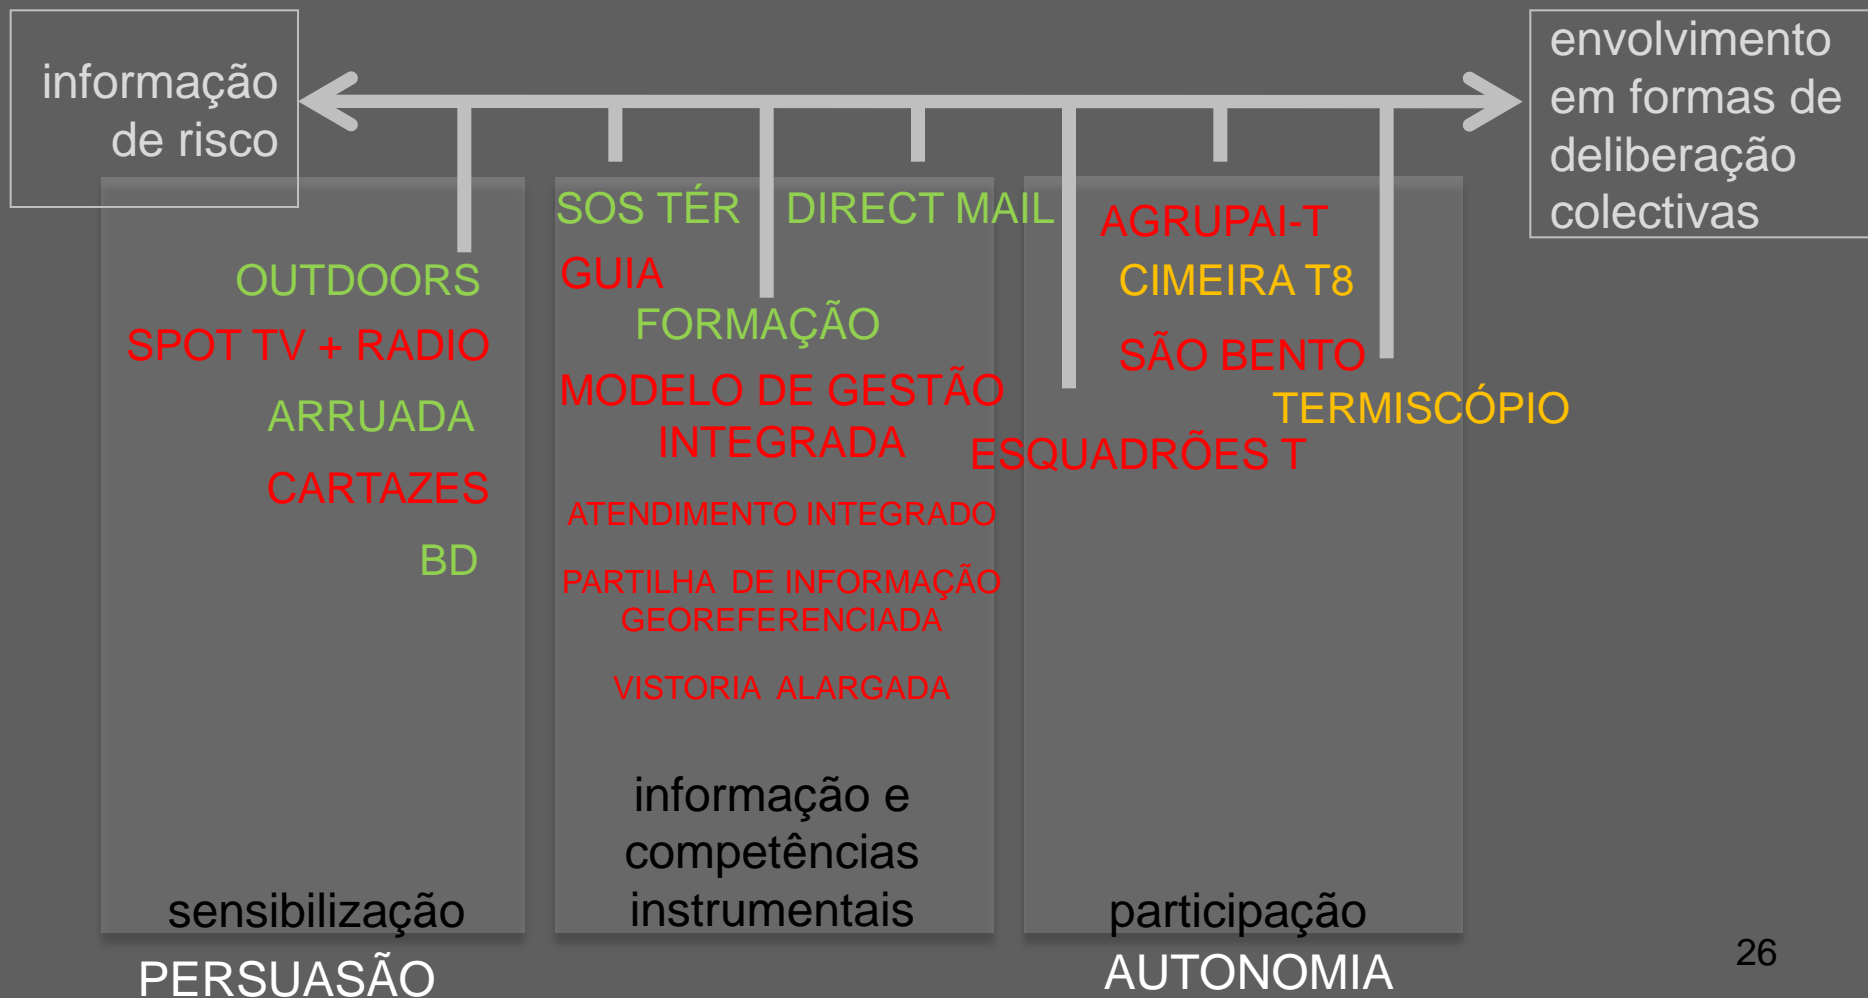 informação
de risco
envolvimento
em formas de
deliberação
colectivas
OUTDOORS
SPOT TV + RADIO
ARRUADA
CARTAZES
BD
sensibilização
PERSUASÃO
SOS TÉR
DIRECT MAIL
GUIA
FORMAÇÃO
MODELO DE GESTÃO
INTEGRADA
ATENDIMENTO INTEGRADO
PARTILHA DE INFORMAÇÃO
GEOREFERENCIADA
VISTORIA ALARGADA
informação e
competências
instrumentais
AGRUPAI-T
CIMEIRA T8
SÃO BENTO
TERMISCÓPIO
ESQUADRÕES T
participação
AUTONOMIA
26